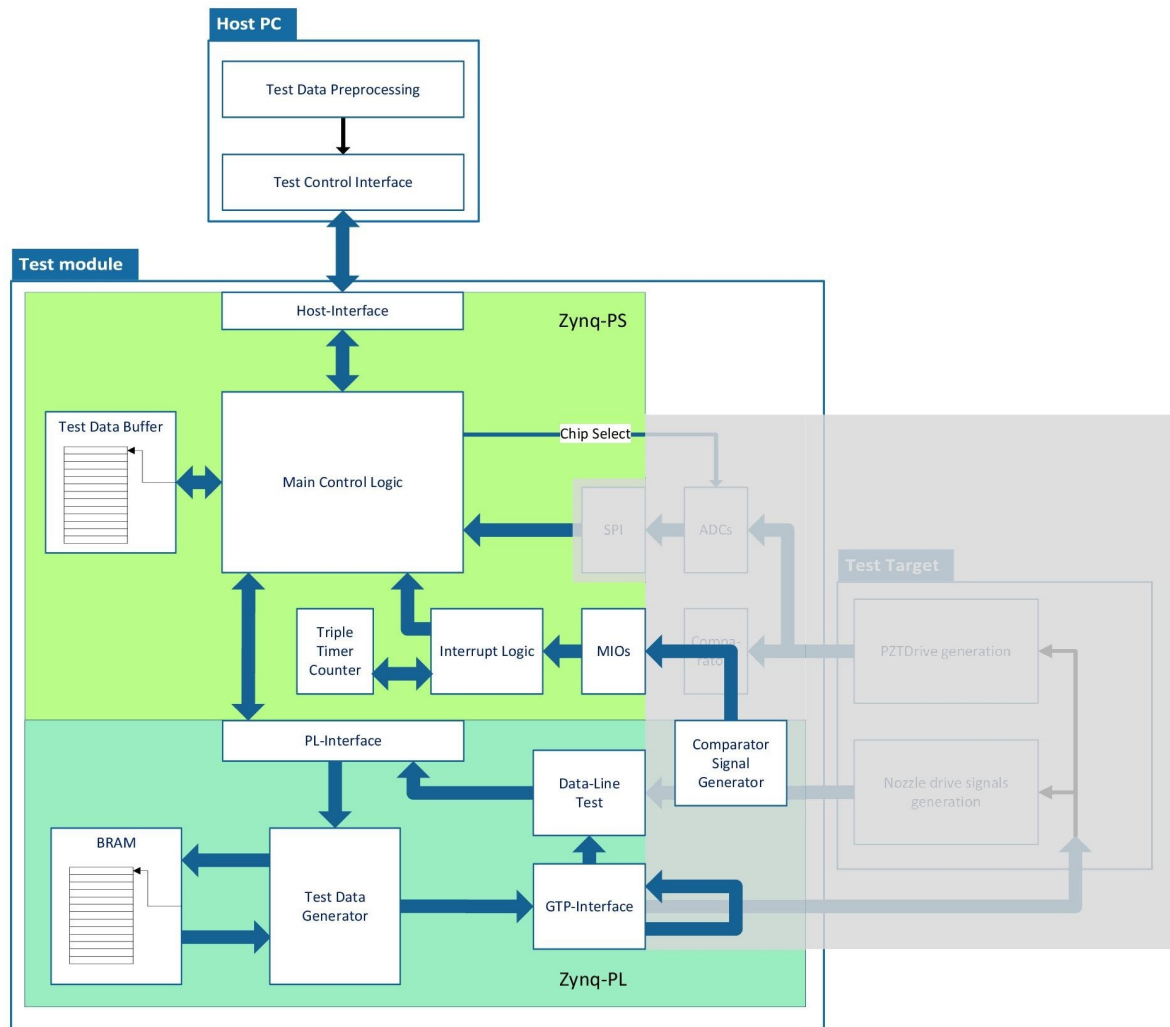 Host PC
Test Data Preprocessing
Test Control Interface
Test module
Host-Interface
Zynq-PS
Test Data Buffer
Chip Select
Main Control Logic
SPI
ADCs
Test Target
Triple
Timer
Counter
Interrupt Logic
MIOs
Compa-
rato
PZTDrive generation
PL-Interface
Comparator
Signal
Generator
Data-Line
Test
Nozzle drive signals
generation
BRAM
Test Data
Generator
GTP-Interface
Zynq-PL